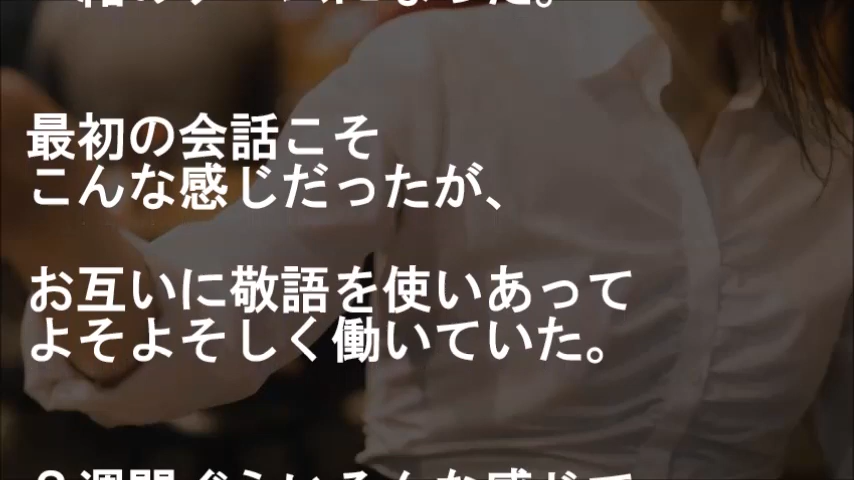 最初の会話こそ
こんな感じだったが、
お互いに敬語を使いあって
よそよそしく働いていた。